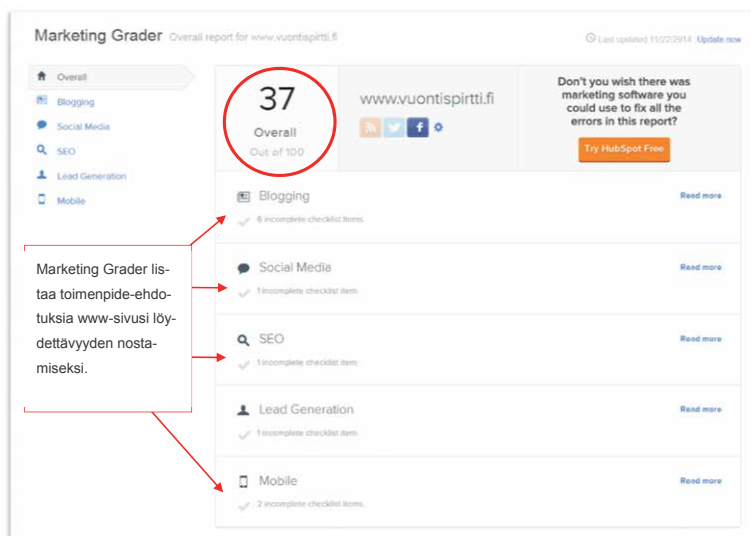 Marketing Grader Overall report for www.vuontispirtti.fi
Last updated 11/22/2014 Update now
Overall
Blogging
Social Media
SEO
Lead Generation
Mobile
37
Overall
Out of 100
www.vuontispirtti.fi
Don't you wish there was
marketing software you
could use to fix all the
errors in this report?
Try HubSpot Free
Blogging
Read more
6 incomplete checklist items.
Social Media
Read more
1 incomplete checklist item.
SEO
Read more
1 incomplete checklist item.
Lead Generation
Read more
1 incomplete checklist item.
Mobile
Read more
2 incomplete checklist items.
Marketing Grader lis-
taa toimenpide-ehdo-
tuksia www-sivusi löy-
dettävyyden nosta-
miseksi.